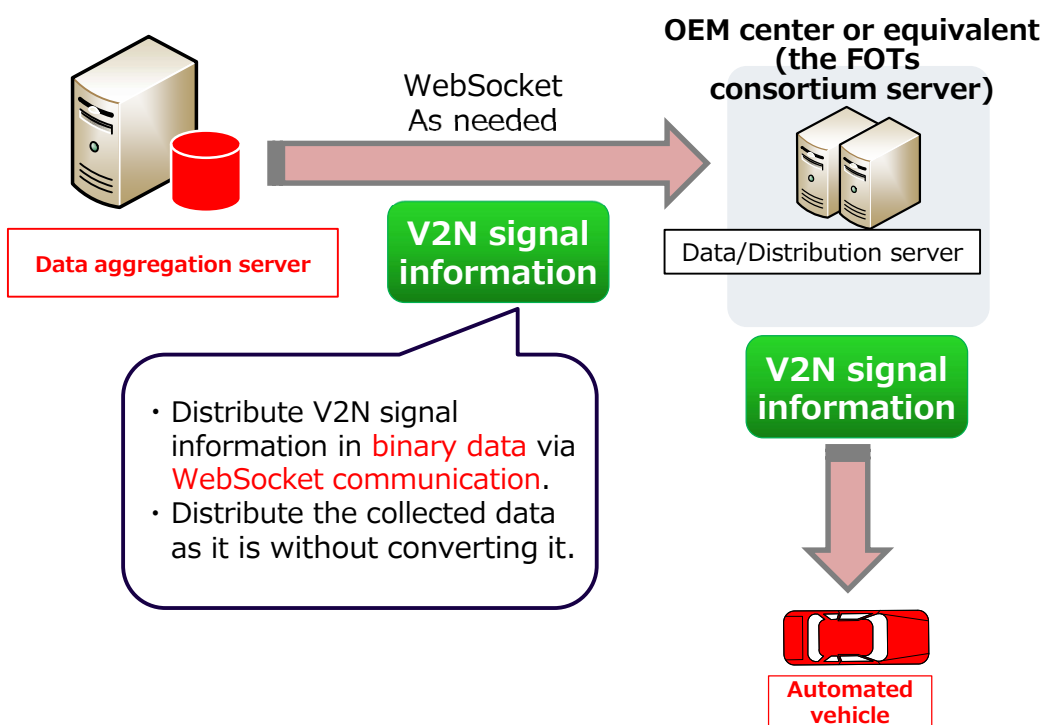 OEM center or equivalent
(the FOTs
consortium server)
WebSocket
As needed
V2N signal
information
Data aggregation server
Data/Distribution server
・Distribute V2N signal
information in binary data via
WebSocket communication.
・Distribute the collected data
as it is without converting it.
V2N signal
information
Automated
vehicle